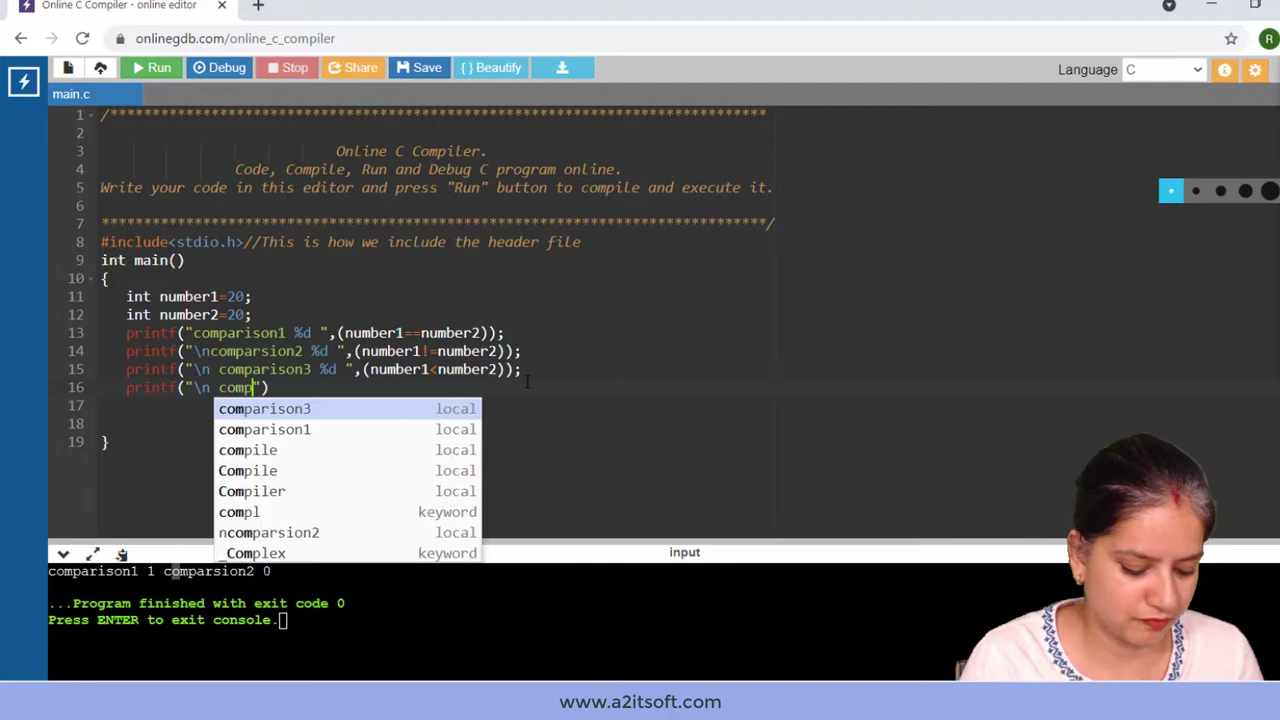 Online C Compiler - online editor
onlinegdb.com/online_c_compiler
R
Run Debug Stop Share Save { } Beautify Language C
main.c
1 /******************************************************************************
2
3 Online C Compiler.
4 Code, Compile, Run and Debug C program online.
5 Write your code in this editor and press "Run" button to compile and execute it.
6
7 *******************************************************************************/
8 #include<stdio.h>//This is how we include the header file
9 int main()
10 {
11 int number1=20;
12 int number2=20;
13 printf("comparison1 %d ",(number1==number2));
14 printf("\ncomparsion2 %d ",(number1!=number2));
15 printf("\n comparison3 %d ",(number1<number2));
16 printf("\n comp")
17
18
19 }
comparison3 local
comparison1 local
compile local
Compile local
Compiler local
compl keyword
ncomparsion2 local
_Complex keyword
input
comparison1 1 comparsion2 0
...Program finished with exit code 0
Press ENTER to exit console.
www.a2itsoft.com